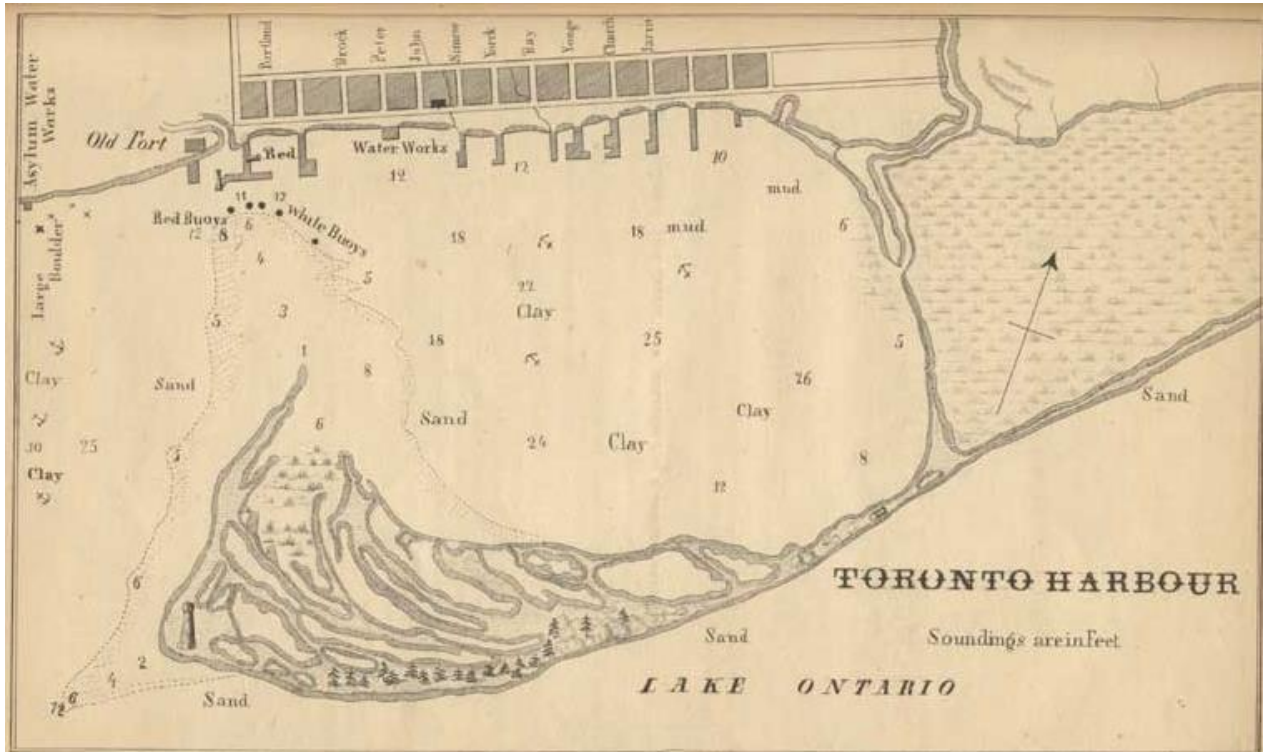 Portland
Brock
Peter
John
Simcoe
York
Bay
Yonge
Church
Jarvis
Asylum Water
Works
Old Fort
Red
Water Works
12
12
10
mud
11
12
Red Buoys
White Buoys
6
12
8
4
5
18
18
mud
6
Large
Boulder
22
Clay
3
5
18
25
5
1
8
26
Clay
Sand
Sand
Sand
Clay
6
24
Clay
30
25
5
8
Clay
12
6
TORONTO HARBOUR
Soundings are in Feet
Sand
2
4
6
12
Sand
LAKE ONTARIO